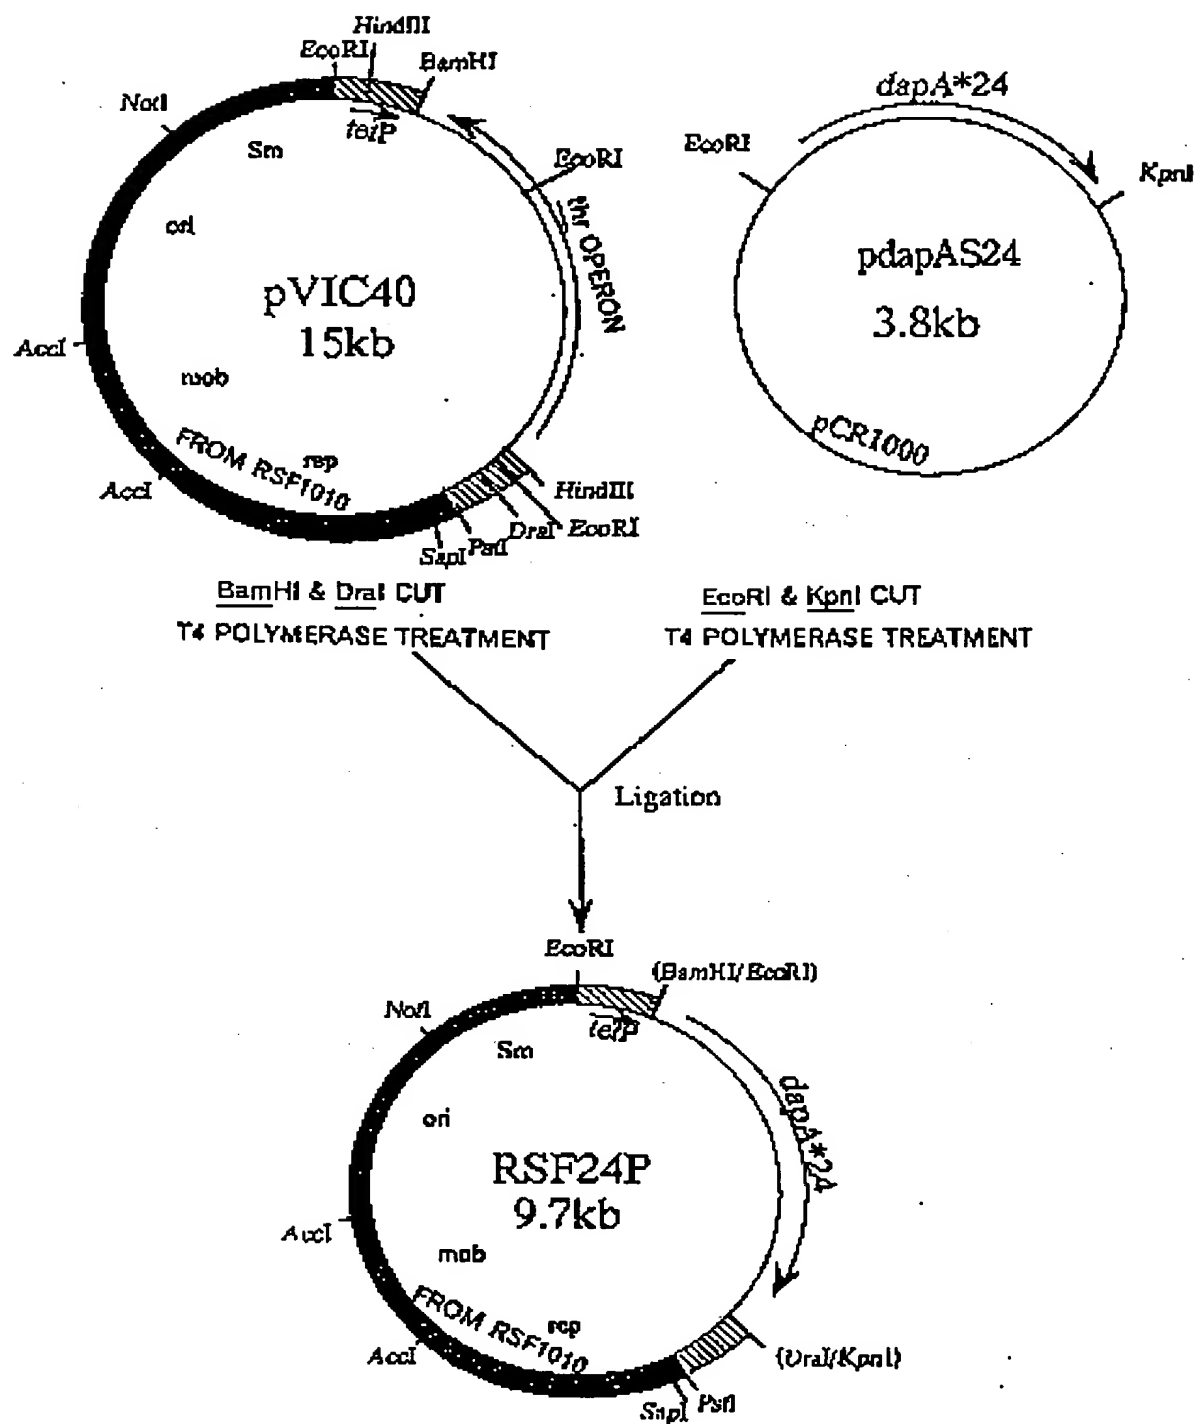 HindIII
EcoRI
BamHI
NotI
tetP
Sm
EcoRI
ori
thr OPERON
pVIC40
15kb
AccI
mob
FROM RSF1010
rep
AccI
HindIII
DraI
EcoRI
PstI
SapI
dapA*24
EcoRI
KpnI
pdapAS24
3.8kb
pCR1000
BamHI & DraI CUT
T4 POLYMERASE TREATMENT
EcoRI & KpnI CUT
T4 POLYMERASE TREATMENT
Ligation
EcoRI
(BamHI/EcoRI)
NotI
tetP
Sm
dapA*24
ori
RSF24P
9.7kb
AccI
mob
FROM RSF1010
rep
AccI
(DraI/KpnI)
PstI
SapI